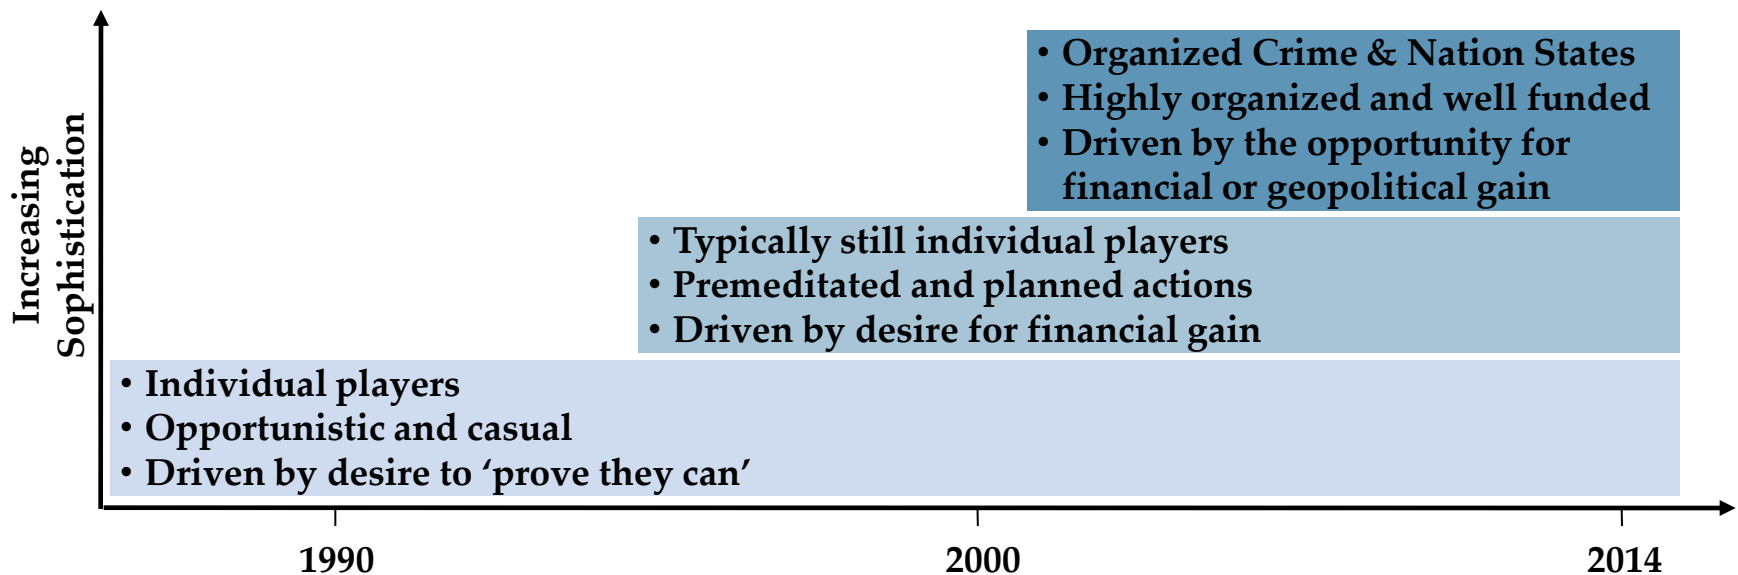 Increasing
Sophistication
• Organized Crime & Nation States
• Highly organized and well funded
• Driven by the opportunity for
financial or geopolitical gain
• Typically still individual players
• Premeditated and planned actions
• Driven by desire for financial gain
• Individual players
• Opportunistic and casual
• Driven by desire to ‘prove they can’
1990
2000
2014